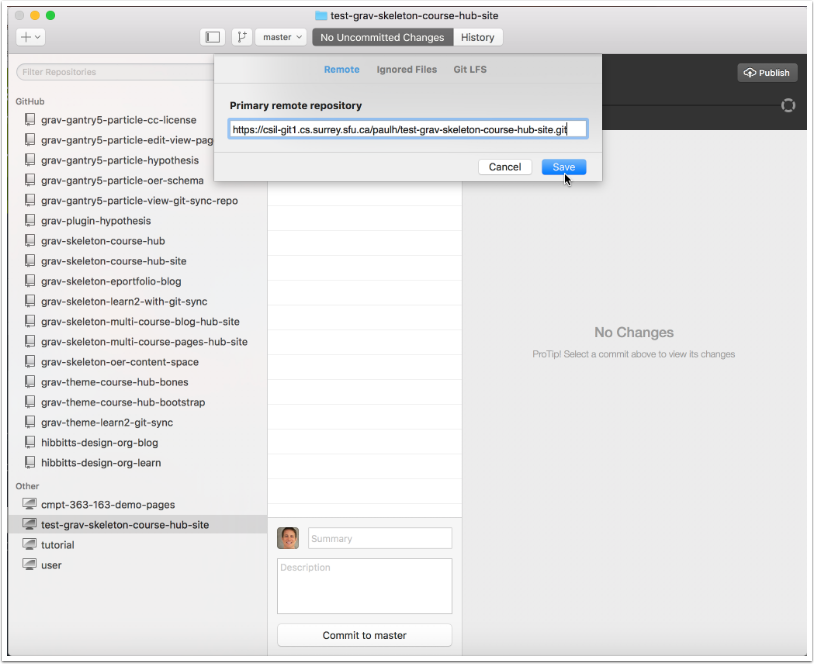 test-grav-skeleton-course-hub-site
master
No Uncommitted Changes
History
Filter Repositories
Remote
Ignored Files
Git LFS
Publish
Primary remote repository
https://csil-git1.cs.surrey.sfu.ca/paulh/test-grav-skeleton-course-hub-site.git
Cancel
Save
GitHub
grav-gantry5-particle-cc-license
grav-gantry5-particle-edit-view-pag
grav-gantry5-particle-hypothesis
grav-gantry5-particle-oer-schema
grav-gantry5-particle-view-git-sync-repo
grav-plugin-hypothesis
grav-skeleton-course-hub
grav-skeleton-course-hub-site
grav-skeleton-eportfolio-blog
grav-skeleton-learn2-with-git-sync
grav-skeleton-multi-course-blog-hub-site
grav-skeleton-multi-course-pages-hub-site
grav-skeleton-oer-content-space
grav-theme-course-hub-bones
grav-theme-course-hub-bootstrap
grav-theme-learn2-git-sync
hibbitts-design-org-blog
hibbitts-design-org-learn
Other
cmpt-363-163-demo-pages
test-grav-skeleton-course-hub-site
tutorial
user
No Changes
ProTip! Select a commit above to view its changes
Summary
Description
Commit to master